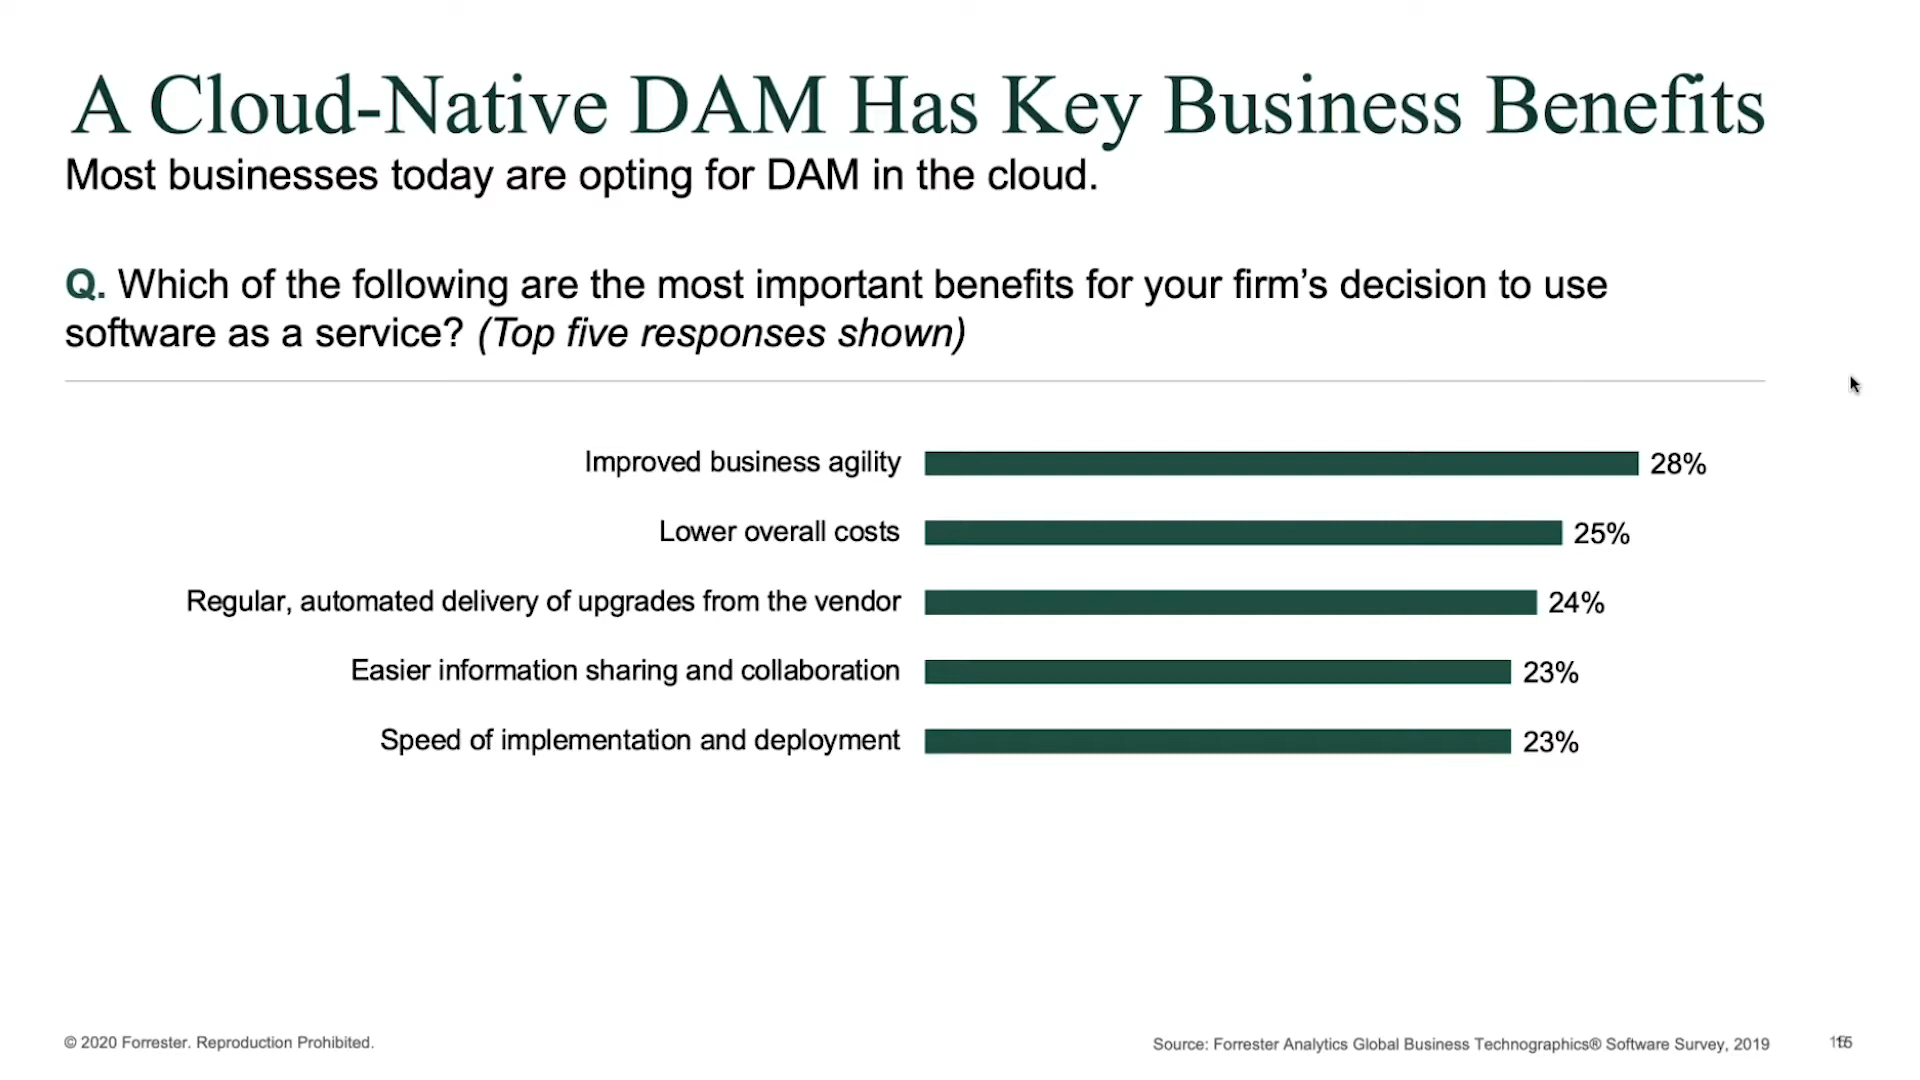 A Cloud-Native DAM Has Key Business Benefits
Most businesses today are opting for DAM in the cloud.
Q. Which of the following are the most important benefits for your firm’s decision to use
software as a service? (Top five responses shown)
Improved business agility 28%
Lower overall costs 25%
Regular, automated delivery of upgrades from the vendor 24%
Easier information sharing and collaboration 23%
Speed of implementation and deployment 23%
© 2020 Forrester. Reproduction Prohibited.
Source: Forrester Analytics Global Business Technographics® Software Survey, 2019